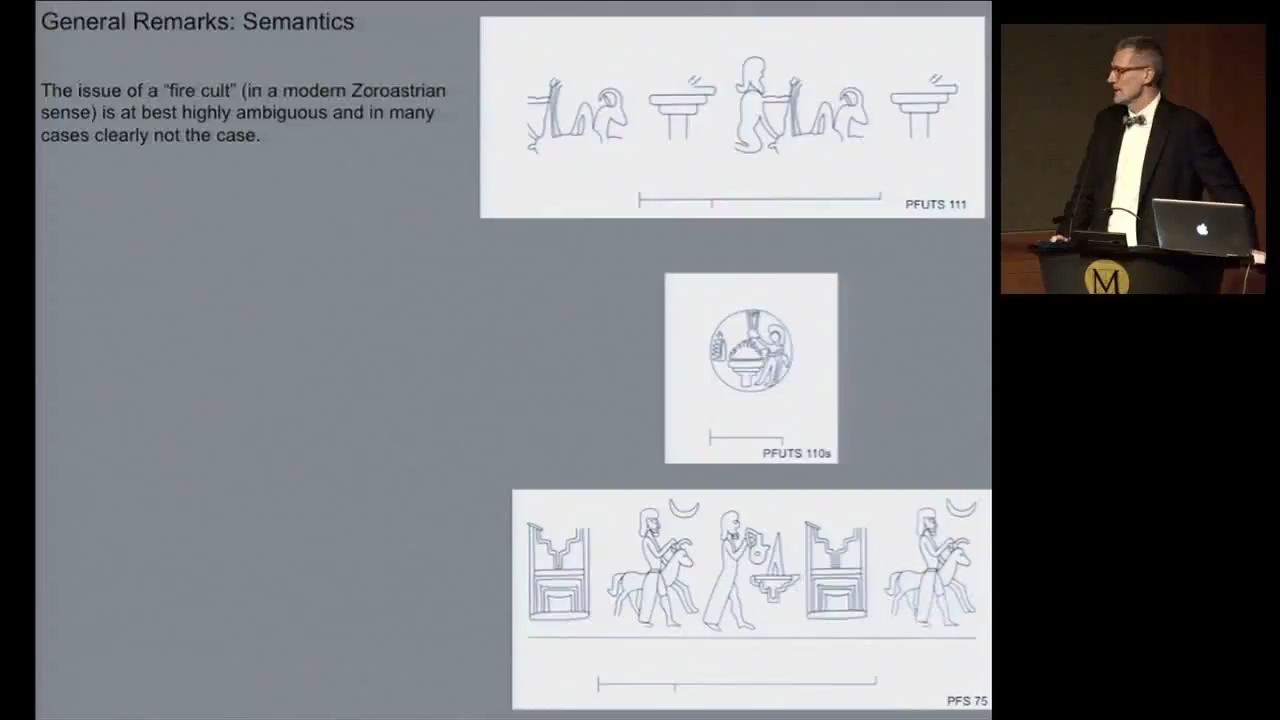 General Remarks: Semantics
The issue of a “fire cult” (in a modern Zoroastrian
sense) is at best highly ambiguous and in many
cases clearly not the case.
PFUTS 111
PFUTS 110s
PFS 75
M